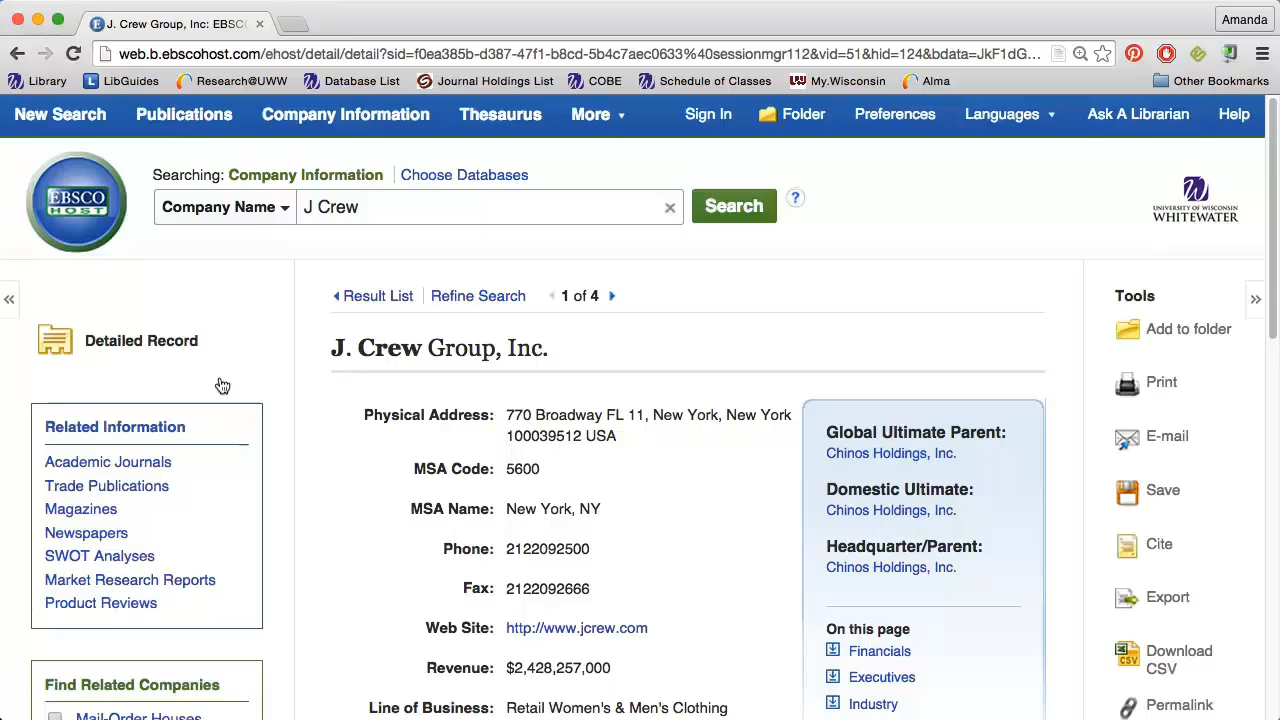 J. Crew Group, Inc: EBSC
Amanda
web.b.ebscohost.com/ehost/detail/detail?sid=f0ea385b-d387-47f1-b8cd-5b4c7aec0633%40sessionmgr112&vid=51&hid=124&bdata=JkF1dG...
Library
LibGuides
Research@UWW
Database List
Journal Holdings List
COBE
Schedule of Classes
My.Wisconsin
Alma
Other Bookmarks
New Search
Publications
Company Information
Thesaurus
More
Sign In
Folder
Preferences
Languages
Ask A Librarian
Help
EBSCO
HOST
Searching: Company Information
Choose Databases
Company Name
J Crew
Search
?
W
UNIVERSITY OF WISCONSIN
WHITEWATER
Detailed Record
Related Information
Academic Journals
Trade Publications
Magazines
Newspapers
SWOT Analyses
Market Research Reports
Product Reviews
Find Related Companies
Mail-Order Houses
Result List
Refine Search
1 of 4
J. Crew Group, Inc.
Physical Address: 770 Broadway FL 11, New York, New York
100039512 USA
MSA Code: 5600
MSA Name: New York, NY
Phone: 2122092500
Fax: 2122092666
Web Site: http://www.jcrew.com
Revenue: $2,428,257,000
Line of Business: Retail Women's & Men's Clothing
Global Ultimate Parent:
Chinos Holdings, Inc.
Domestic Ultimate:
Chinos Holdings, Inc.
Headquarter/Parent:
Chinos Holdings, Inc.
On this page
Financials
Executives
Industry
Tools
Add to folder
Print
E-mail
Save
Cite
Export
Download
CSV
Permalink